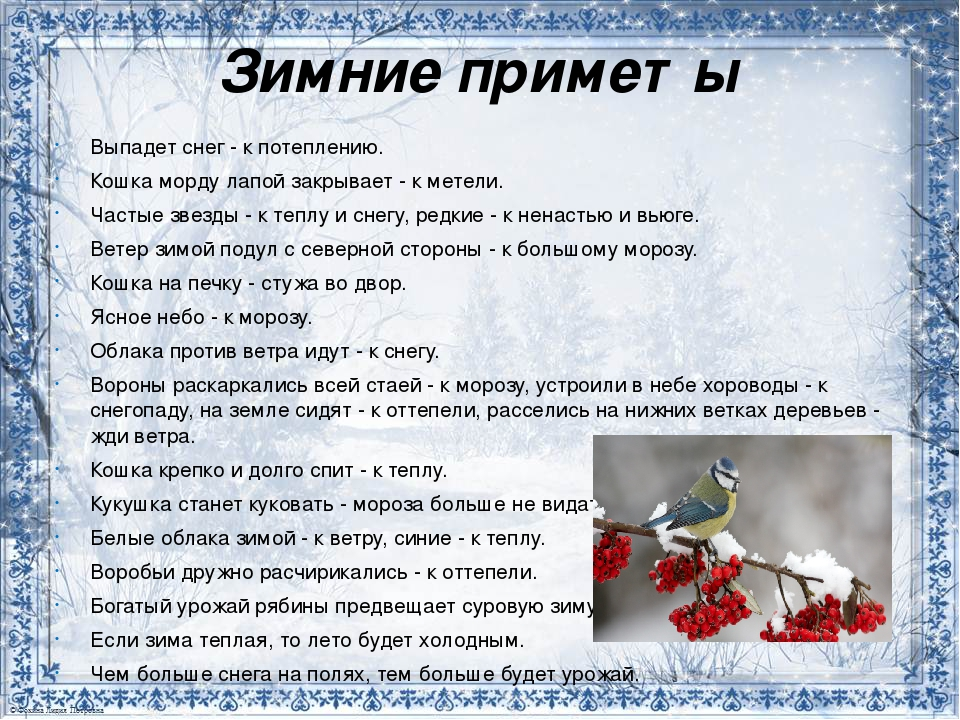 Зимние приметы
Выпадет снег - к потеплению.
Кошка морду лапой закрывает - к метели.
Частые звезды - к теплу и снегу, редкие - к ненастью и вьюге.
Ветер зимой подул с северной стороны - к большому морозу.
Кошка на печку - стужа во двор.
Ясное небо - к морозу.
Облака против ветра идут - к снегу.
Вороны раскаркались всей стаей - к морозу, устроили в небе хороводы - к
снегопаду, на земле сидят - к оттепели, расселись на нижних ветках деревьев -
жди ветра.
Кошка крепко и долго спит - к теплу.
Кукушка станет куковать - мороза больше не видат
Белые облака зимой - к ветру, синие - к теплу.
Воробьи дружно расчирикались - к оттепели.
Богатый урожай рябины предвещает суровую зиму
Если зима теплая, то лето будет холодным.
Чем больше снега на полях, тем больше будет урожай.
© Фокина Лидия Петровна